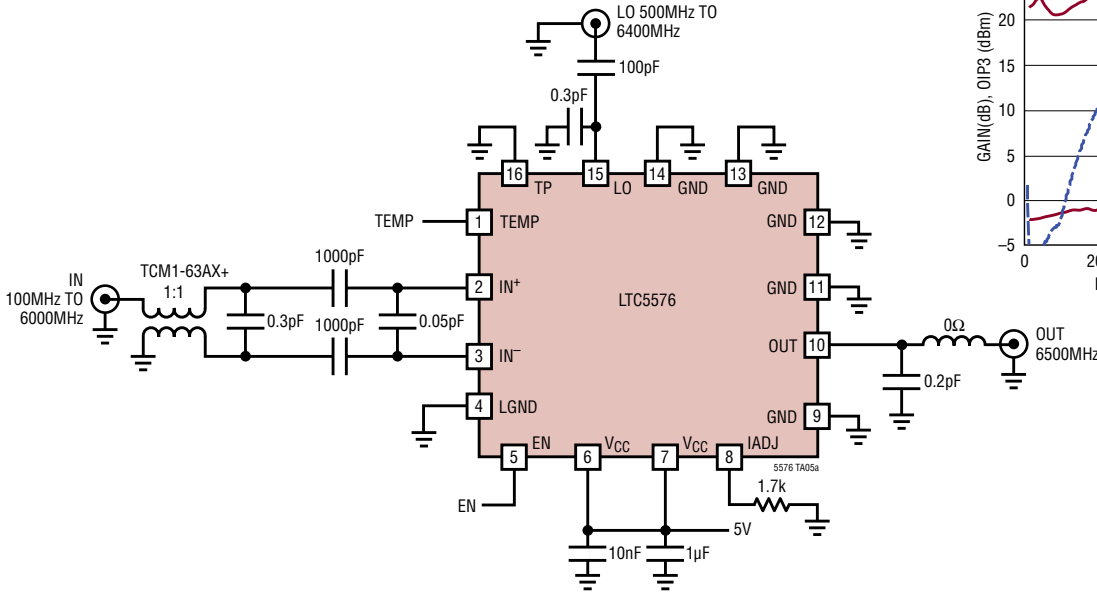 LO 500MHz TO
6400MHz
100pF
0.3pF
16
TP
15
LO
14
GND
13
GND
TEMP
1
TEMP
GND
12
IN
100MHz TO
6000MHz
TCM1-63AX+
1:1
0.3pF
1000pF
1000pF
0.05pF
2
IN+
3
IN−
LTC5576
GND
11
OUT
10
0Ω
OUT
6500MHz
0.2pF
4
LGND
GND
9
EN
5
VCC
6
VCC
7
IADJ
8
5576 TA05a
EN
1.7k
5V
10nF
1µF
GAIN(dB), OIP3 (dBm)
20
15
10
5
0
−5
0